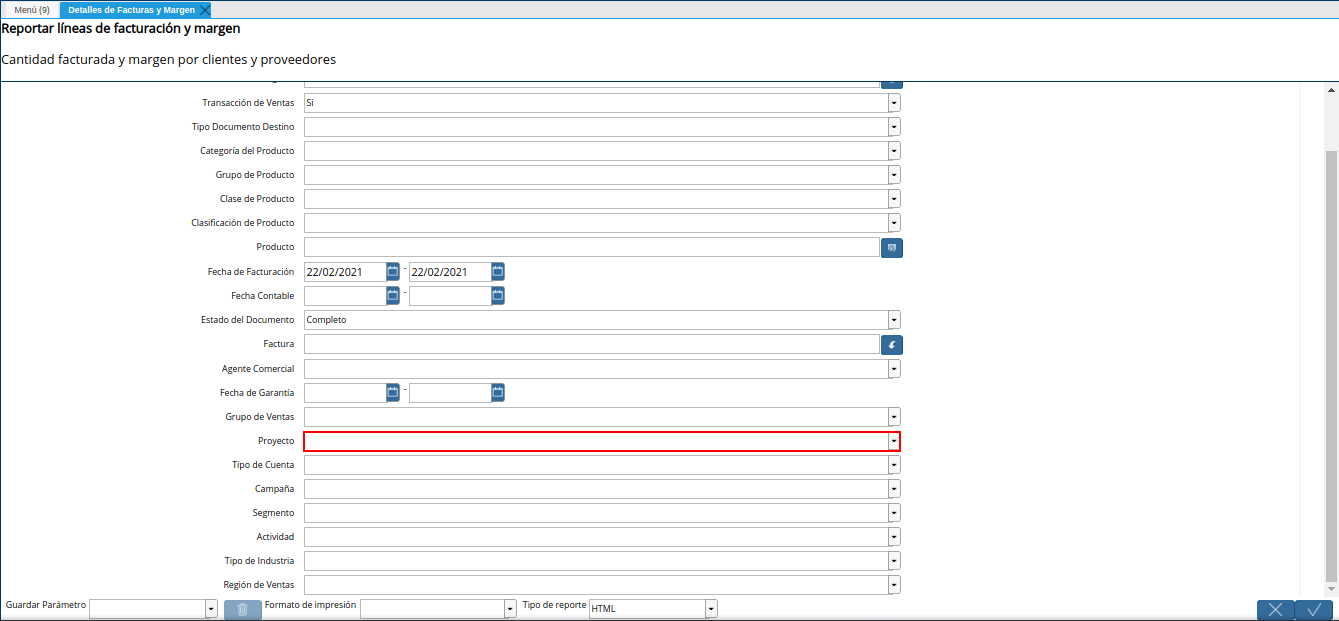 Menú (9) Detalles de Facturas y Margen
Reportar líneas de facturación y margen
Cantidad facturada y margen por clientes y proveedores
Transacción de Ventas Si
Tipo Documento Destino
Categoría del Producto
Grupo de Producto
Clase de Producto
Clasificación de Producto
Producto
Fecha de Facturación 22/02/2021 - 22/02/2021
Fecha Contable -
Estado del Documento Completo
Factura
Agente Comercial
Fecha de Garantía -
Grupo de Ventas
Proyecto
Tipo de Cuenta
Campaña
Segmento
Actividad
Tipo de Industria
Región de Ventas
Guardar Parámetro Formato de impresión Tipo de reporte HTML